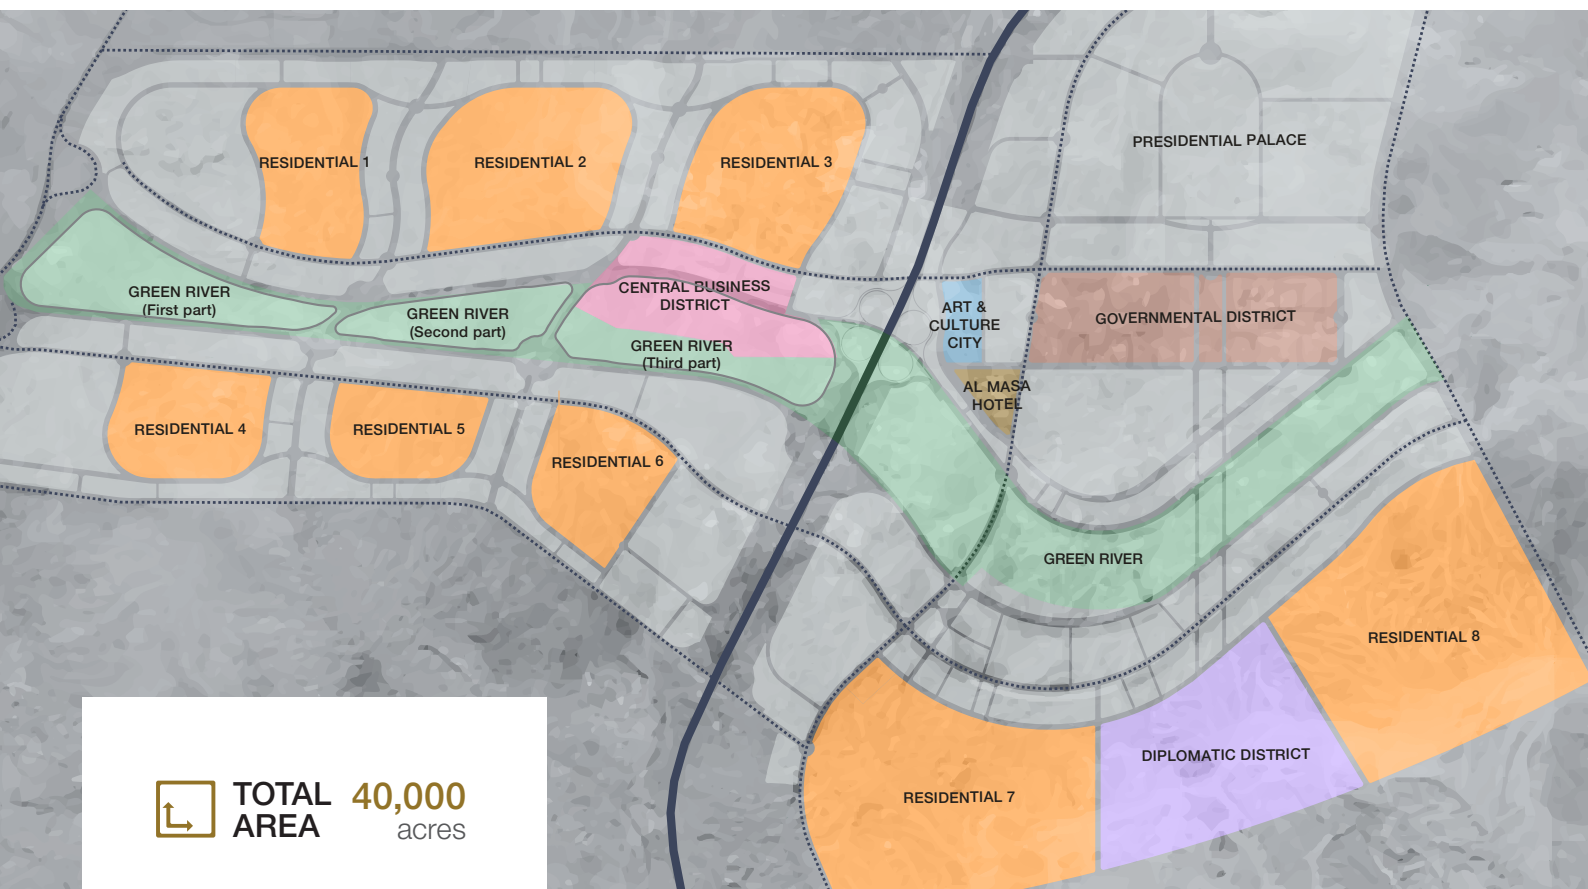 PRESIDENTIAL PALACE
RESIDENTIAL 1
RESIDENTIAL 2
RESIDENTIAL 3
GREEN RIVER
(First part)
GREEN RIVER
(Second part)
CENTRAL BUSINESS
DISTRICT
GREEN RIVER
(Third part)
ART &
CULTURE
CITY
GOVERNMENTAL DISTRICT
AL MASA
HOTEL
RESIDENTIAL 4
RESIDENTIAL 5
RESIDENTIAL 6
GREEN RIVER
RESIDENTIAL 8
DIPLOMATIC DISTRICT
RESIDENTIAL 7
TOTAL
AREA
40,000
acres